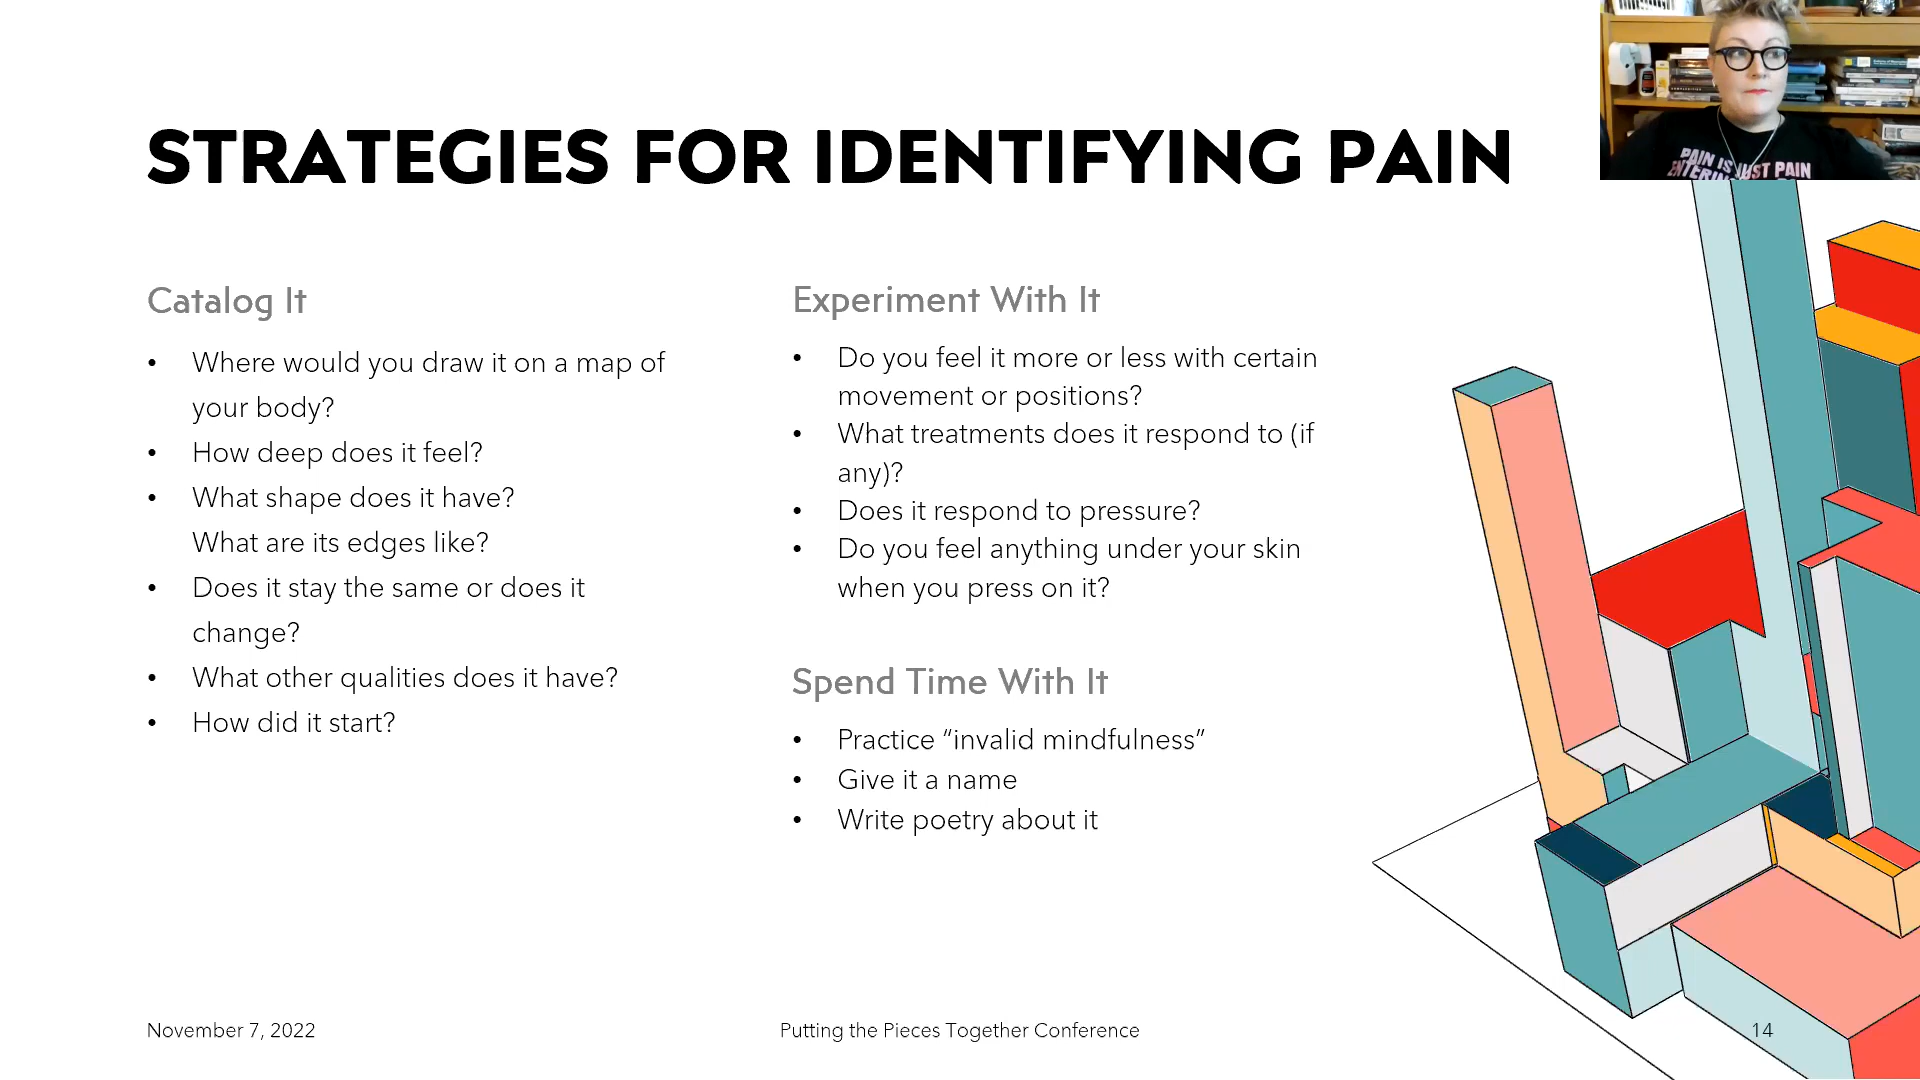 STRATEGIES FOR IDENTIFYING PAIN
Catalog It
• Where would you draw it on a map of
your body?
• How deep does it feel?
• What shape does it have?
What are its edges like?
• Does it stay the same or does it
change?
• What other qualities does it have?
• How did it start?
Experiment With It
• Do you feel it more or less with certain
movement or positions?
• What treatments does it respond to (if
any)?
• Does it respond to pressure?
• Do you feel anything under your skin
when you press on it?
Spend Time With It
• Practice “invalid mindfulness”
• Give it a name
• Write poetry about it
PAIN IS JUST PAIN
November 7, 2022
Putting the Pieces Together Conference
14